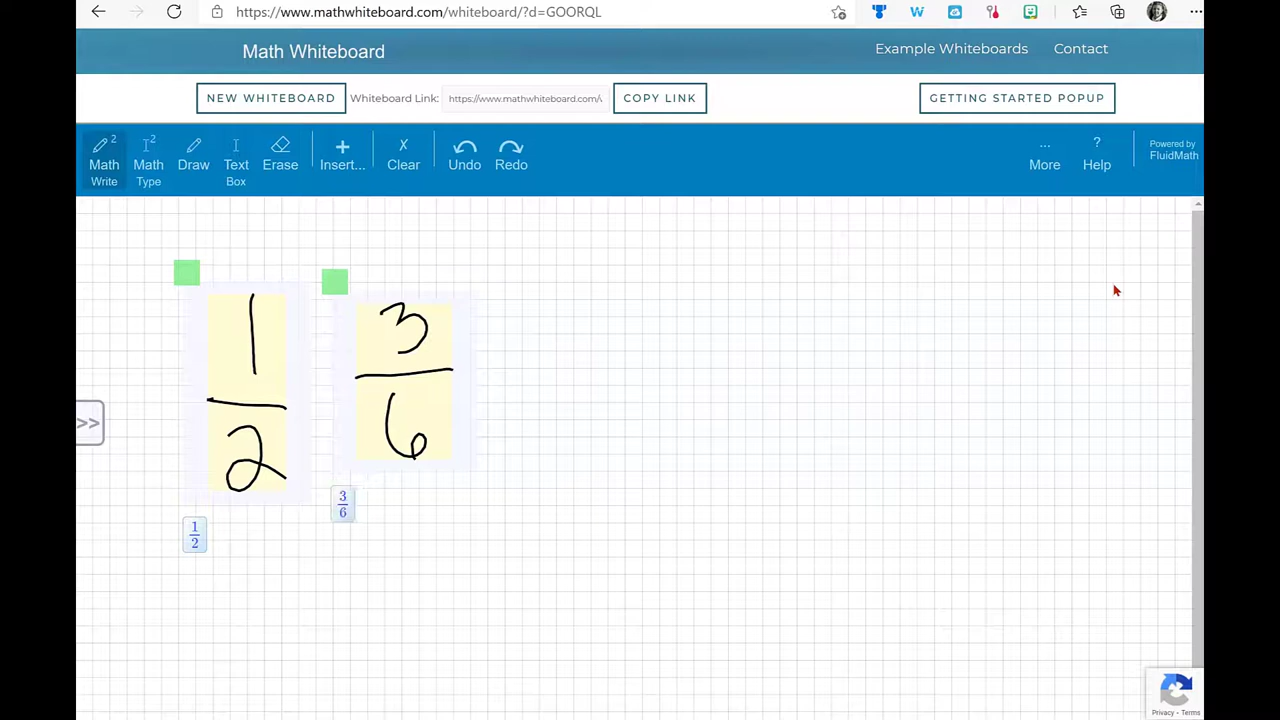 https://www.mathwhiteboard.com/whiteboard/?d=GOORQL
Math Whiteboard
Example Whiteboards
Contact
NEW WHITEBOARD
Whiteboard Link:
https://www.mathwhiteboard.com/
COPY LINK
GETTING STARTED POPUP
Math Write
Math Type
Draw
Text Box
Erase
Insert...
X Clear
Undo
Redo
... More
? Help
Powered by
FluidMath
1
2
3
6
>>
1
2
3
6
Privacy - Terms